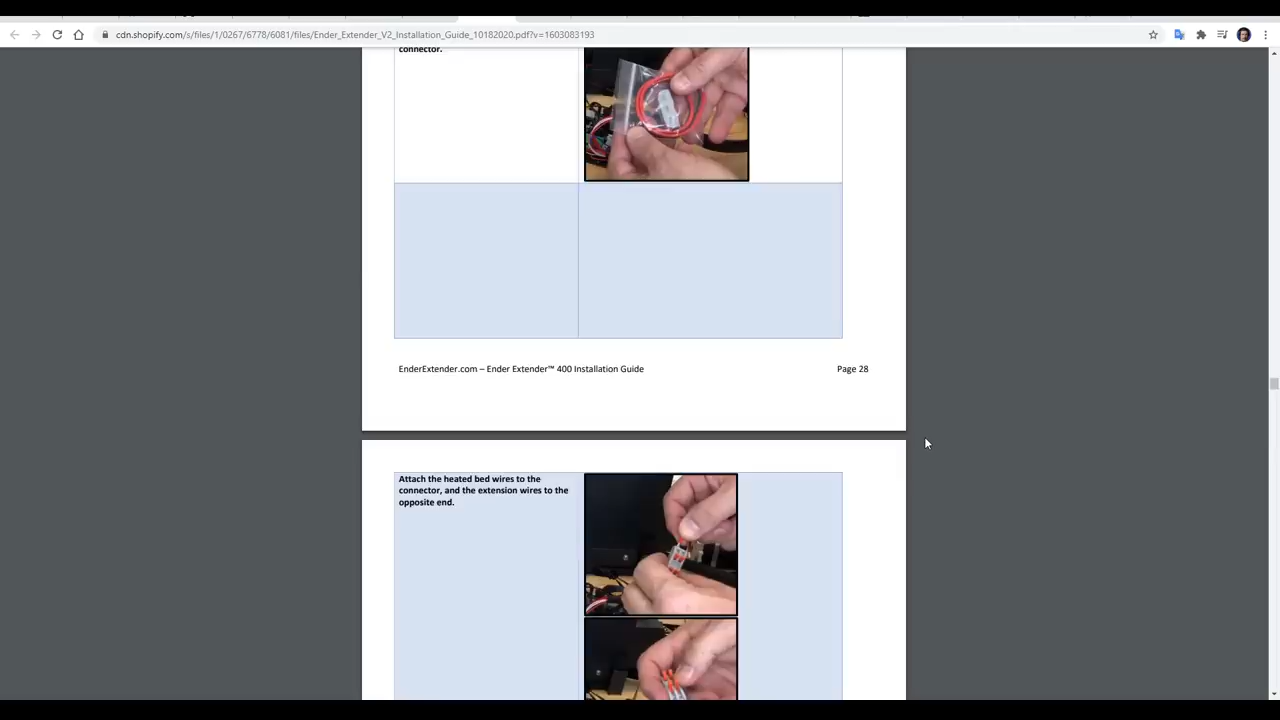 cdn.shopify.com/s/files/1/0267/6778/6081/files/Ender_Extender_V2_Installation_Guide_10182020.pdf?v=1603083193
connector.
EnderExtender.com – Ender Extender™ 400 Installation Guide Page 28
Attach the heated bed wires to the
connector, and the extension wires to the
opposite end.